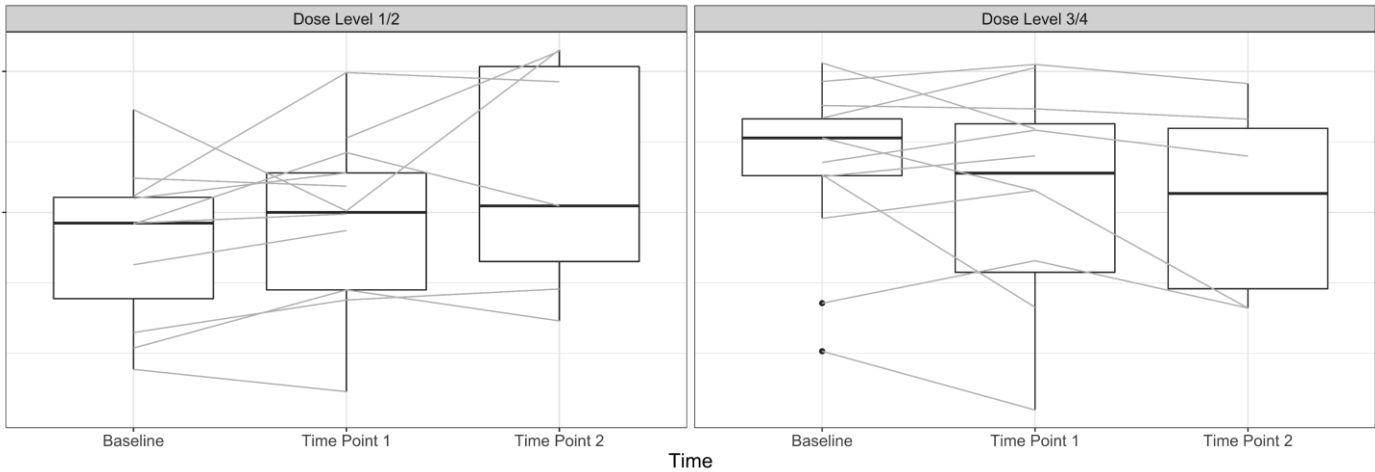 Dose Level 1/2
Dose Level 3/4
Baseline
Time Point 1
Time Point 2
Baseline
Time Point 1
Time Point 2
Time